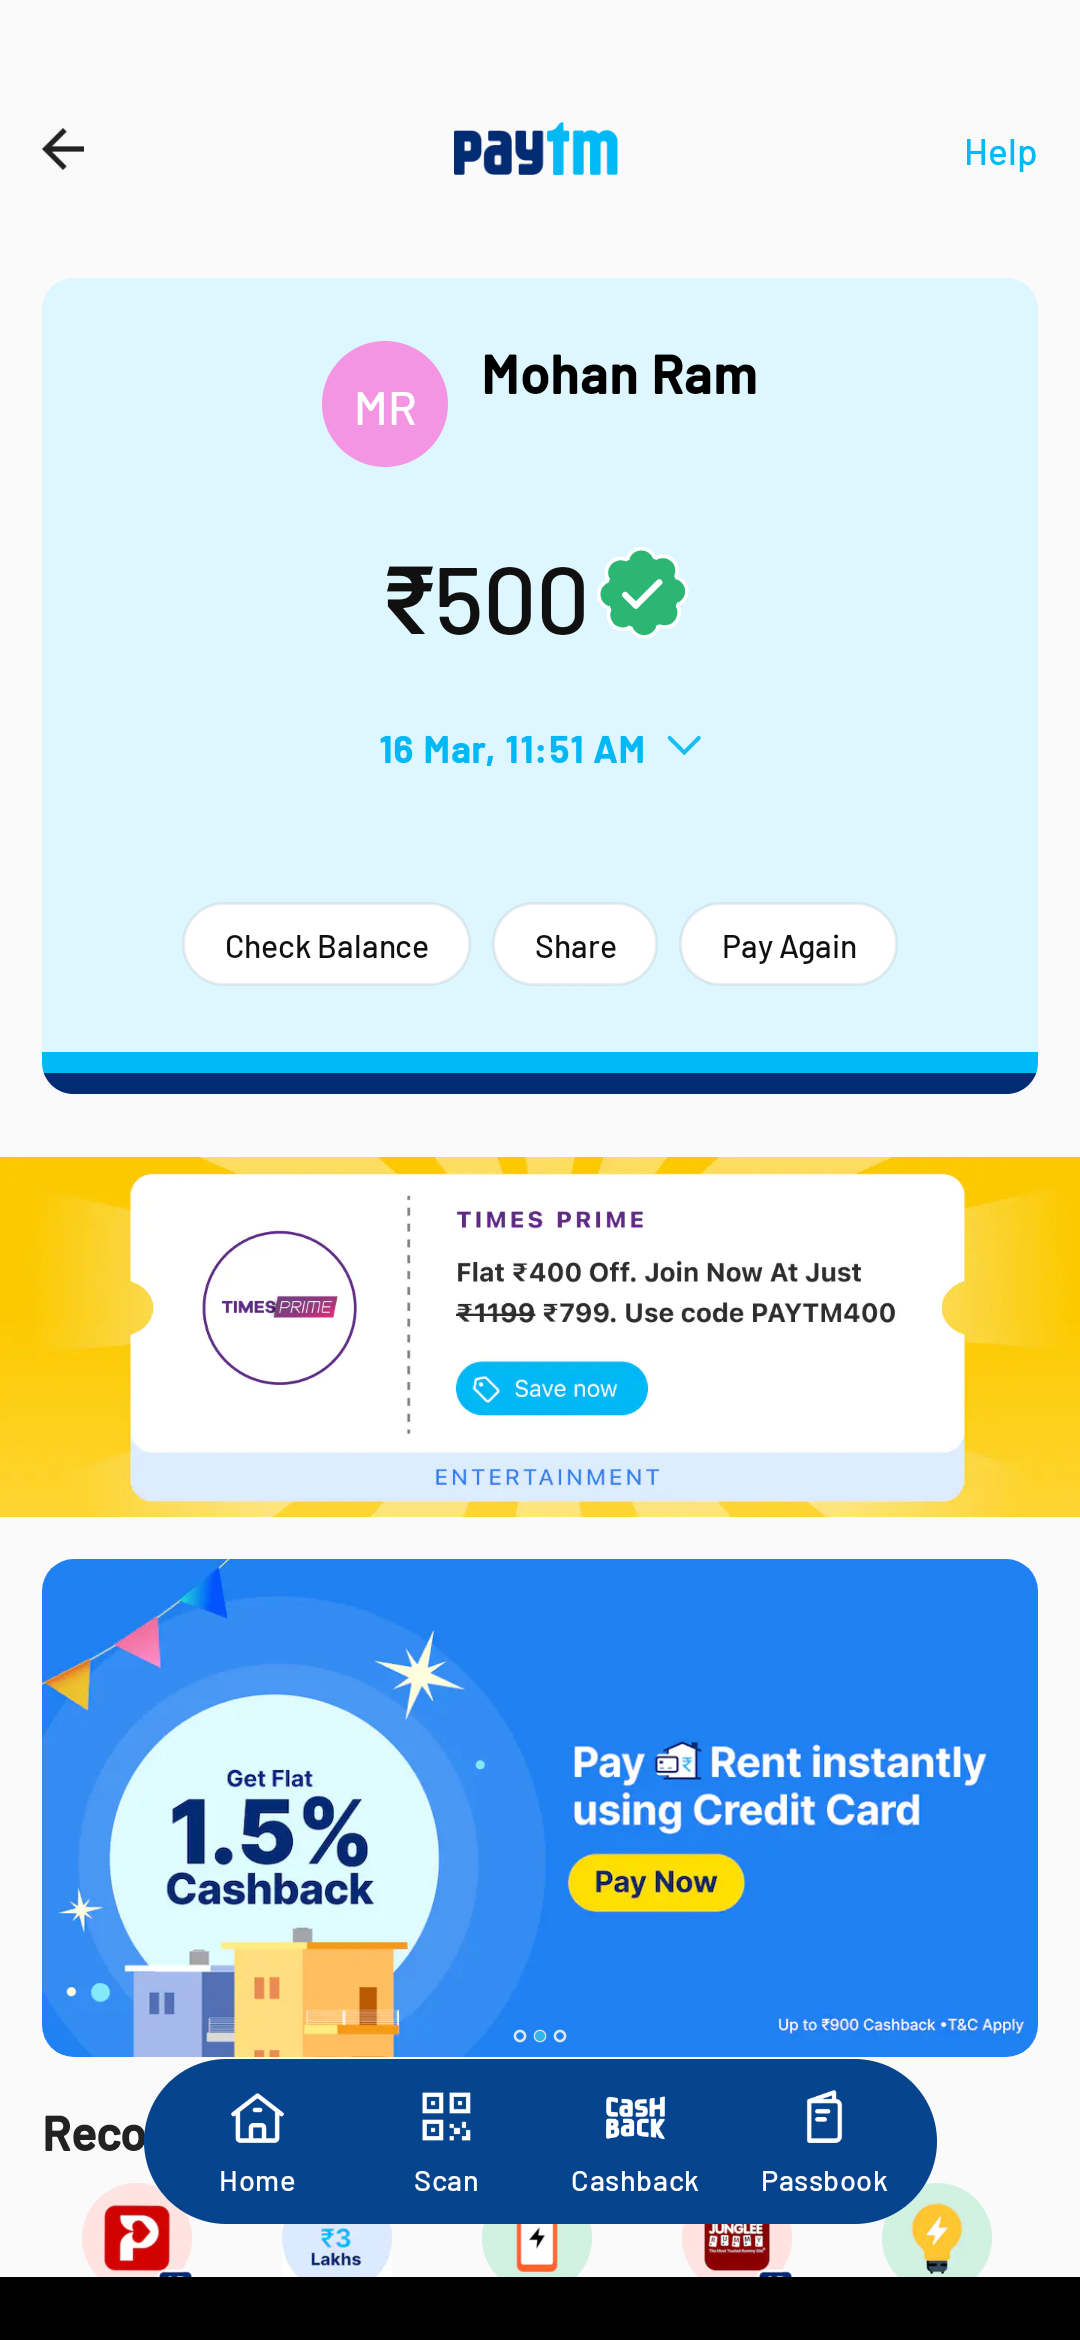 paytm
Help
MR
Mohan Ram
₹500
16 Mar, 11:51 AM
Check Balance
Share
Pay Again
TIMES PRIME
Flat ₹400 Off. Join Now At Just
₹1199 ₹799. Use code PAYTM400
TIMES PRIME
Save now
ENTERTAINMENT
Get Flat
1.5%
Cashback
Pay Rent instantly
using Credit Card
Pay Now
Up to ₹900 Cashback •T&C Apply
Reco
Home
Scan
CASH BACK
Cashback
Passbook
₹3
Lakhs
JUNGLEE
RUMMY